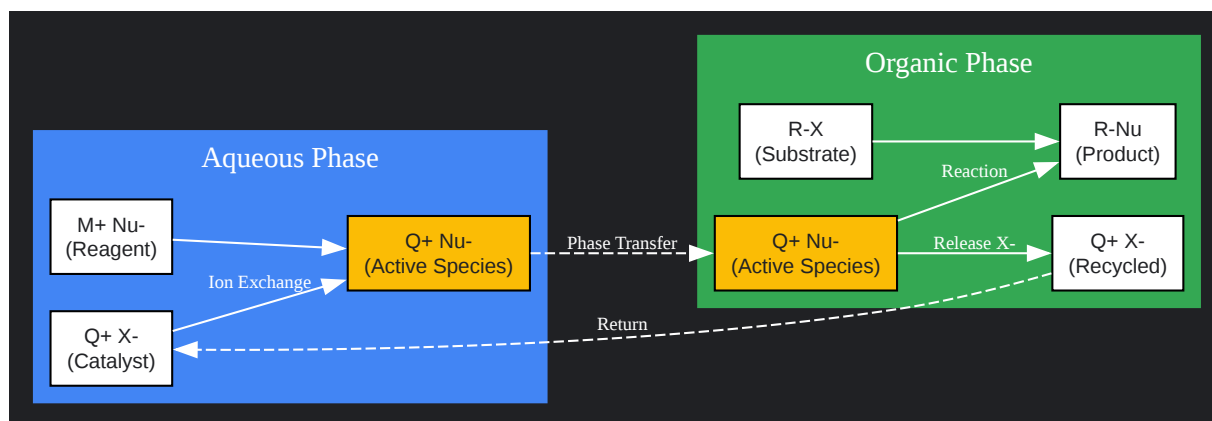 Organic Phase
R-X
(Substrate)
R-Nu
(Product)
Reaction
Aqueous Phase
M+ Nu-
(Reagent)
Q+ Nu-
(Active Species)
Phase Transfer
Q+ Nu-
(Active Species)
Release X-
Q+ X-
(Recycled)
Ion Exchange
Q+ X-
(Catalyst)
Return